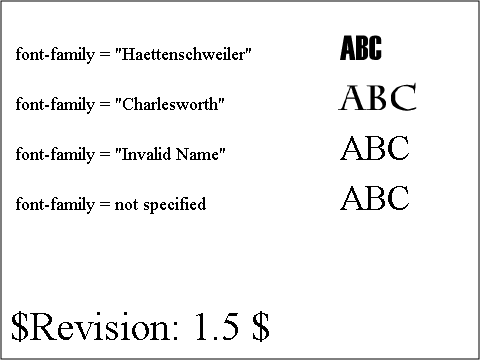 font-family = "Haettenschweiler" ABC
font-family = "Charlesworth" ABC
font-family = "Invalid Name" ABC
font-family = not specified ABC
$Revision: 1.5 $